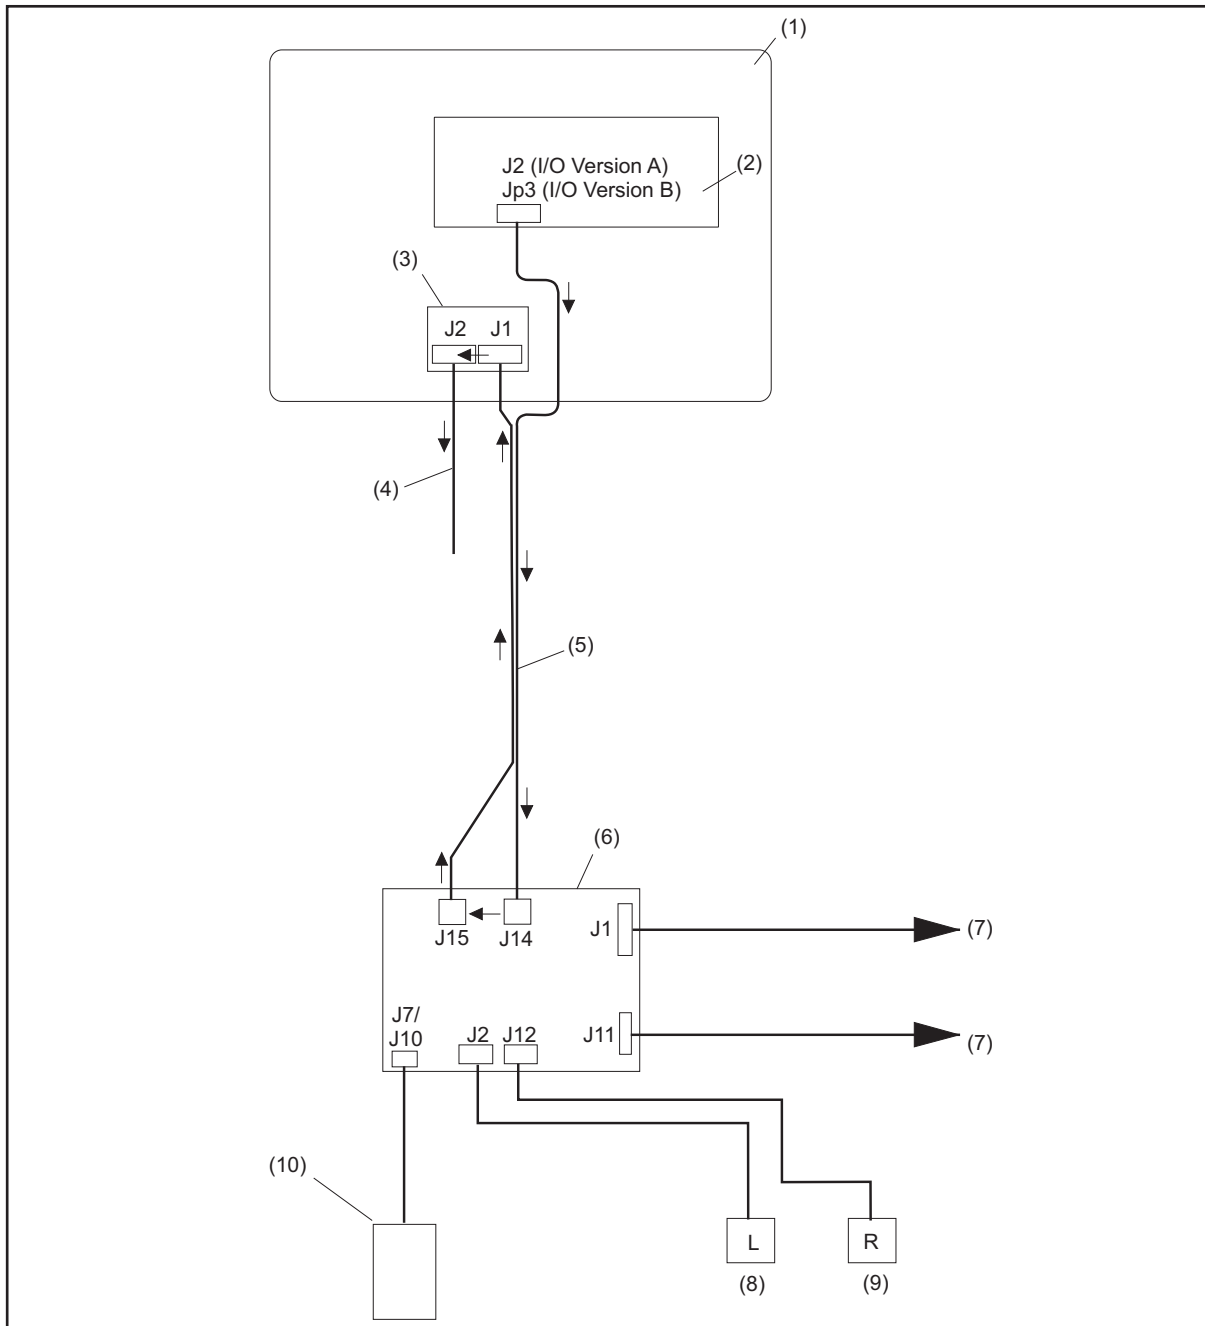 (1)
J2 (I/O Version A)
Jp3 (I/O Version B)
(2)
(3)
J2 J1
(4)
(5)
(6)
J15 J14
J1
(7)
J7/
J10
J2 J12
J11
(7)
(10)
L
R
(8)
(9)